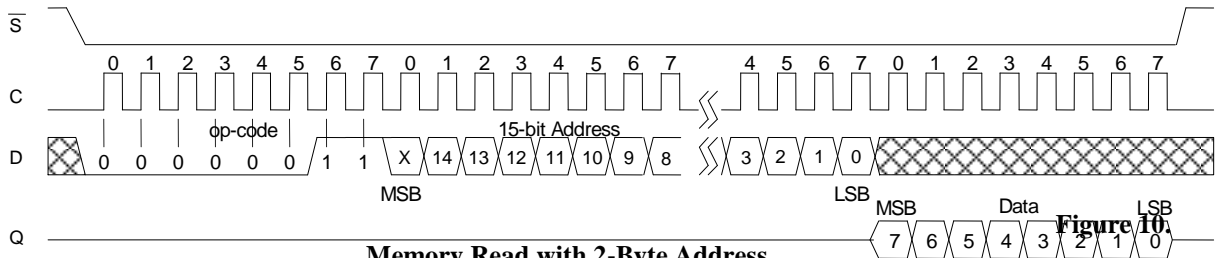 S
0 1 2 3 4 5 6 7 0 1 2 3 4 5 6 7 4 5 6 7 0 1 2 3 4 5 6 7
C
op-code 15-bit Address
D 0 0 0 0 0 0 1 1 X 14 13 12 11 10 9 8 3 2 1 0
MSB LSB
MSB Data LSB
Figure 10.
Q 7 6 5 4 3 2 1 0
Memory Read with 2-Byte Address